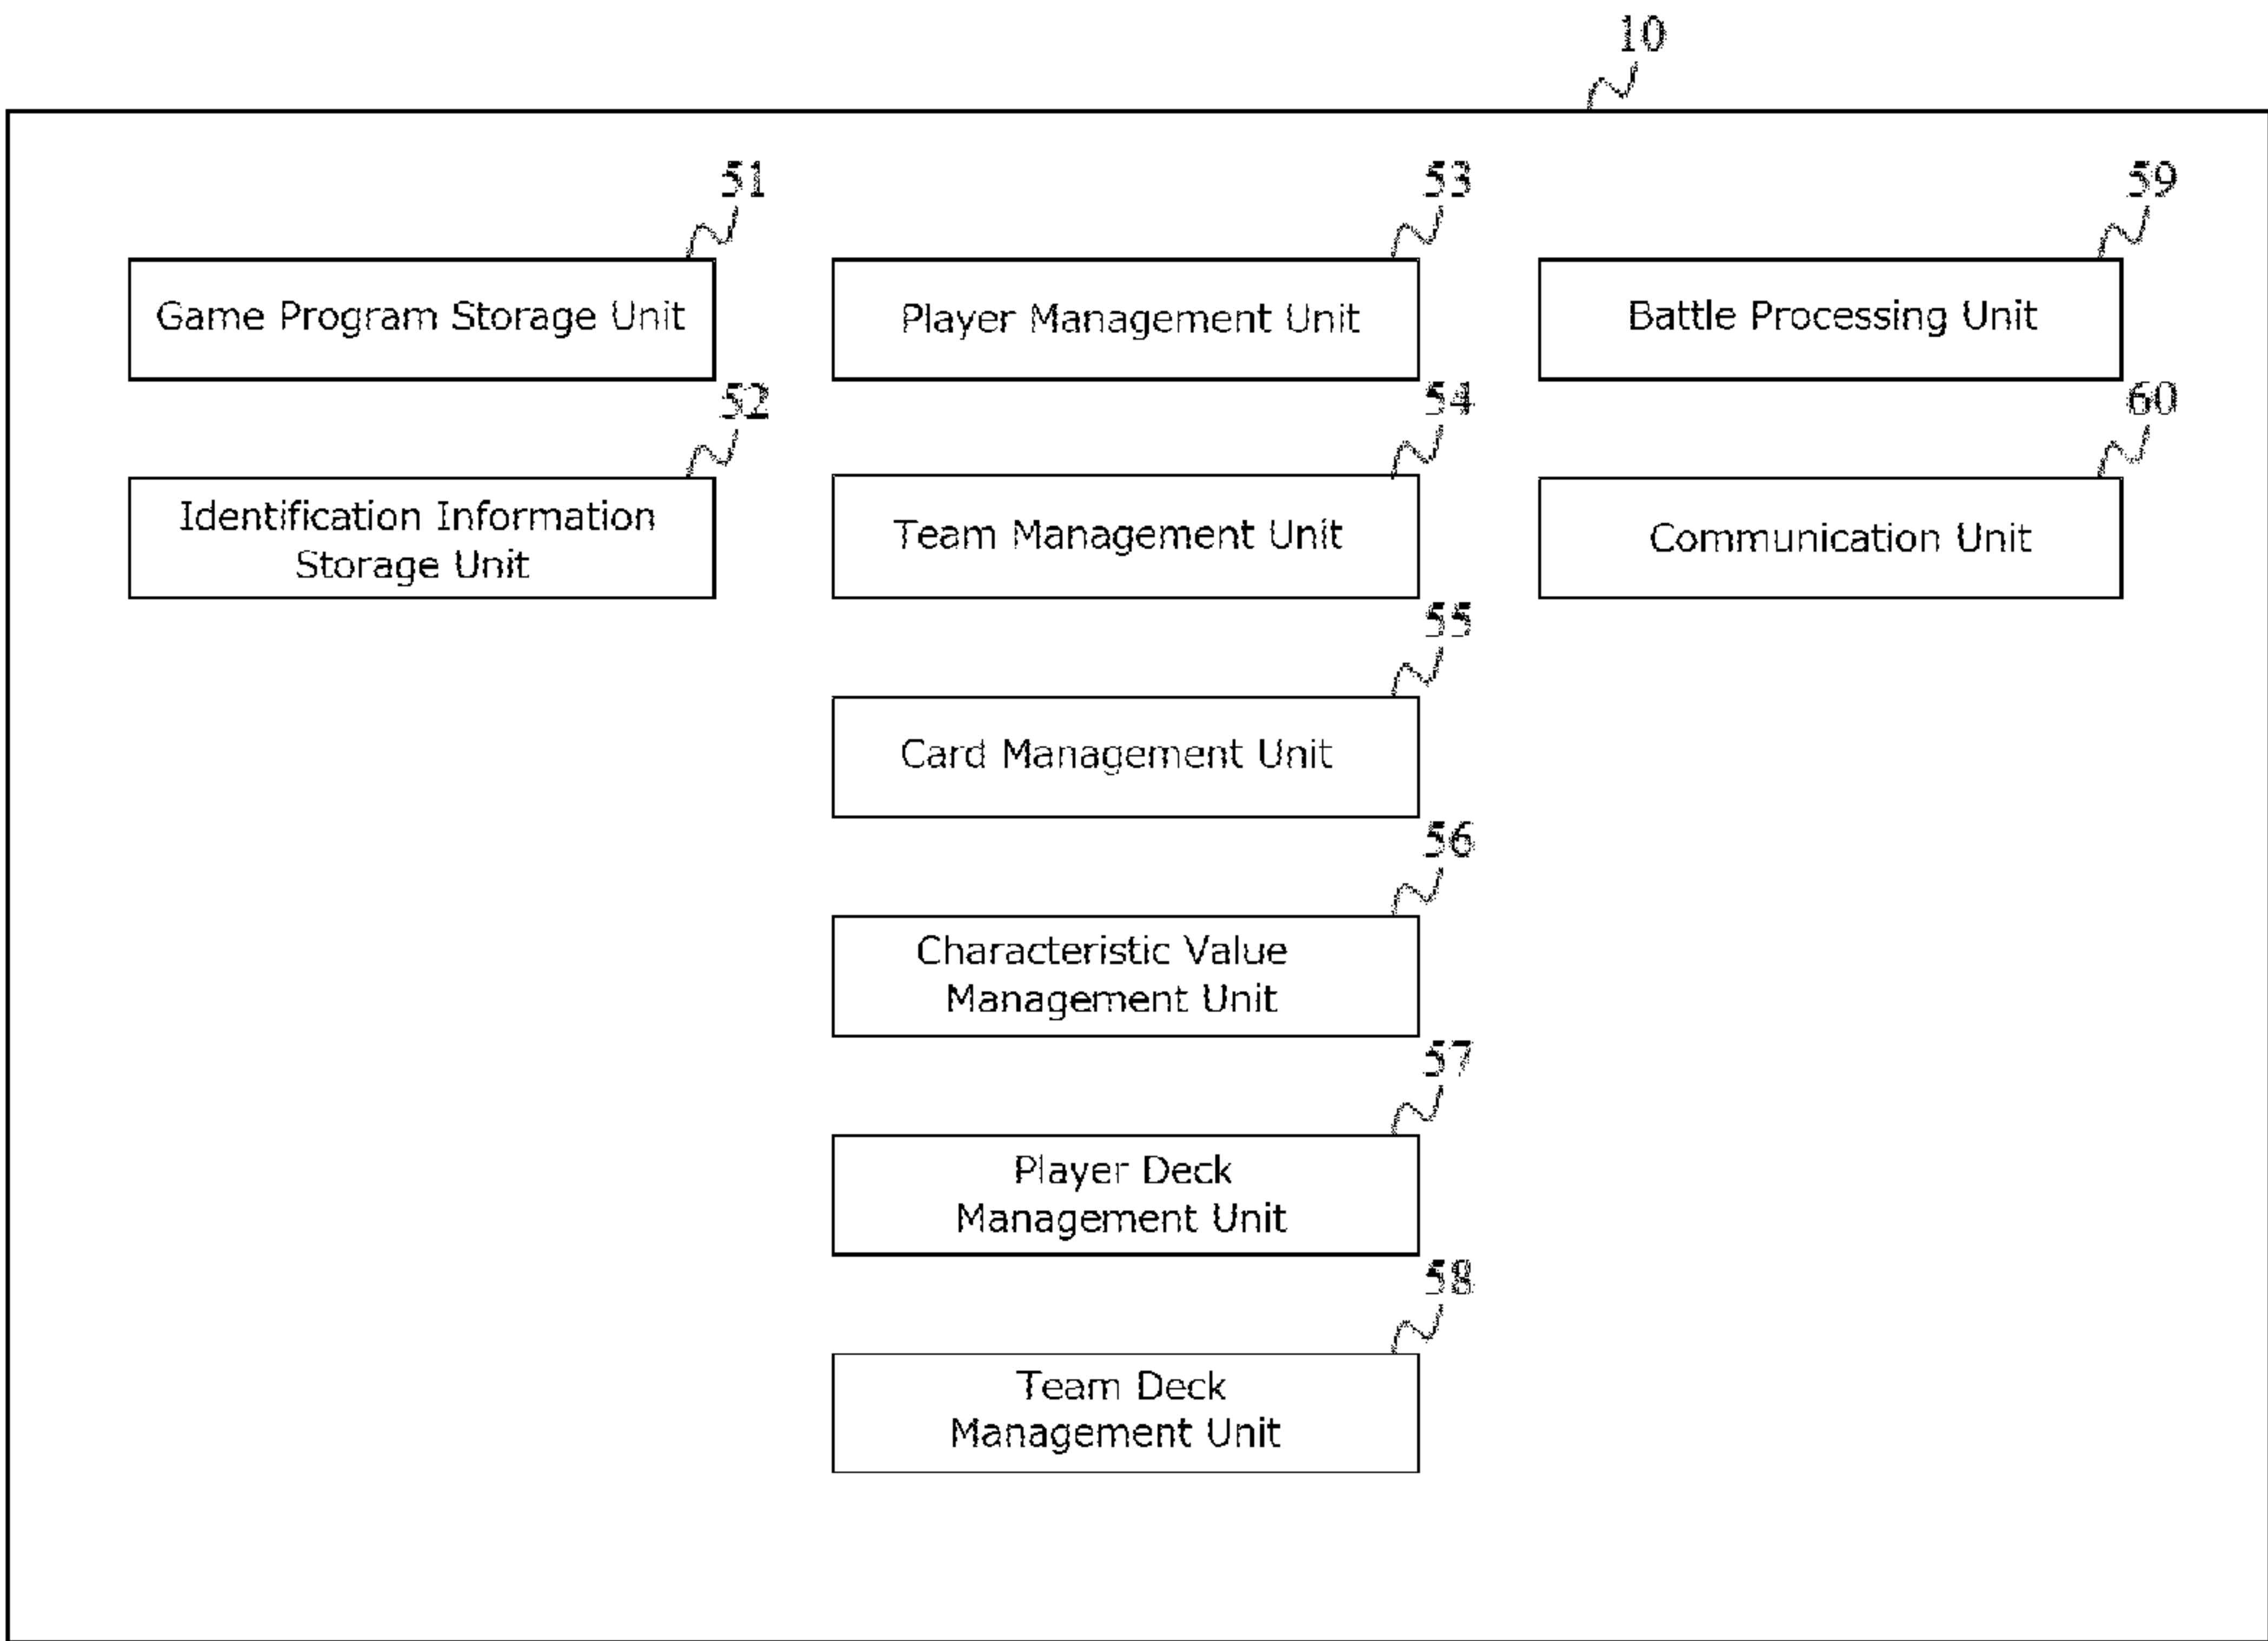 10
51
Game Program Storage Unit
52
Identification Information
Storage Unit
53
Player Management Unit
54
Team Management Unit
55
Card Management Unit
56
Characteristic Value
Management Unit
57
Player Deck
Management Unit
58
Team Deck
Management Unit
59
Battle Processing Unit
60
Communication Unit